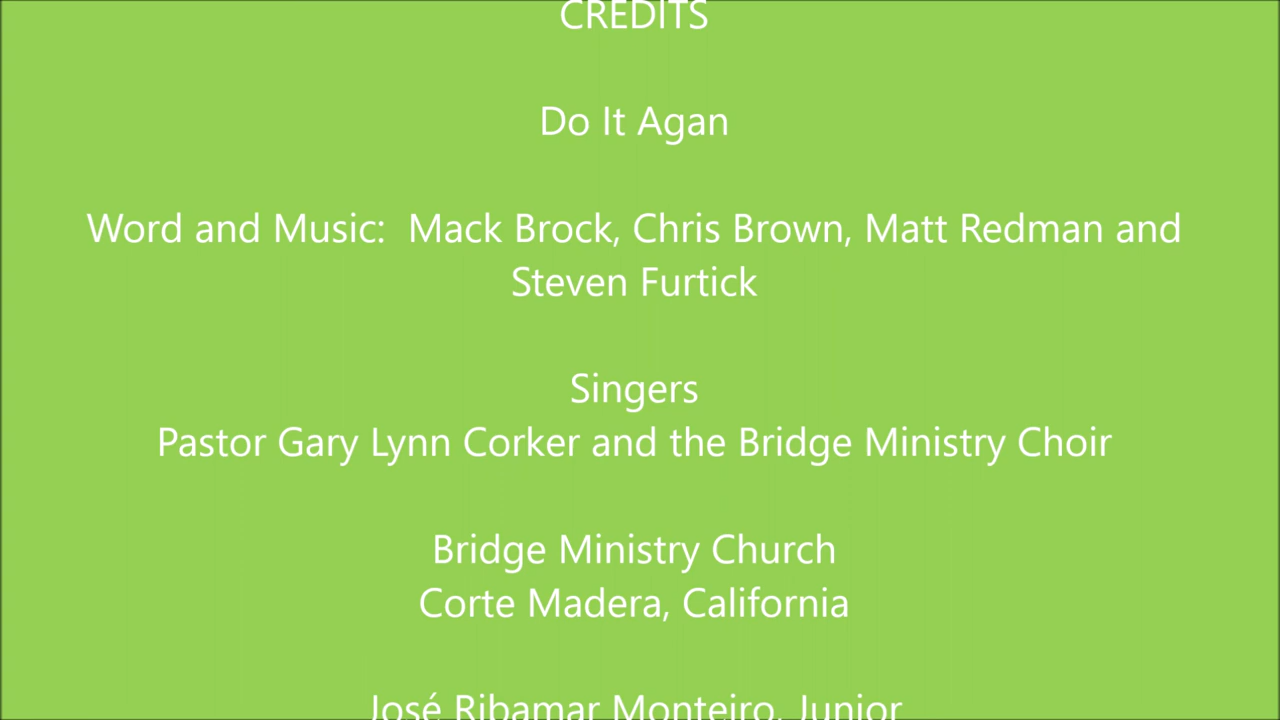 CREDITS
Do It Agan
Word and Music:  Mack Brock, Chris Brown, Matt Redman and
Steven Furtick
Singers
Pastor Gary Lynn Corker and the Bridge Ministry Choir
Bridge Ministry Church
Corte Madera, California
José Ribamar Monteiro, Junior